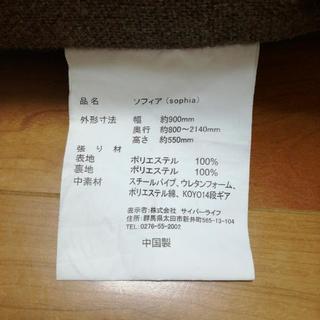 品 名 ソフィア (sophia)
外形寸法 幅 約900mm
奥行 約800～2140mm
高さ 約550mm
張 り 材
表地 ポリエステル 100%
裏地 ポリエステル 100%
中素材 スチールパイプ、ウレタンフォーム、
ポリエステル綿、KOYO14段ギア
表示者:株式会社 サイバーライフ
住所:群馬県太田市新井町565-13-104
TEL:0276-55-2002
中国製